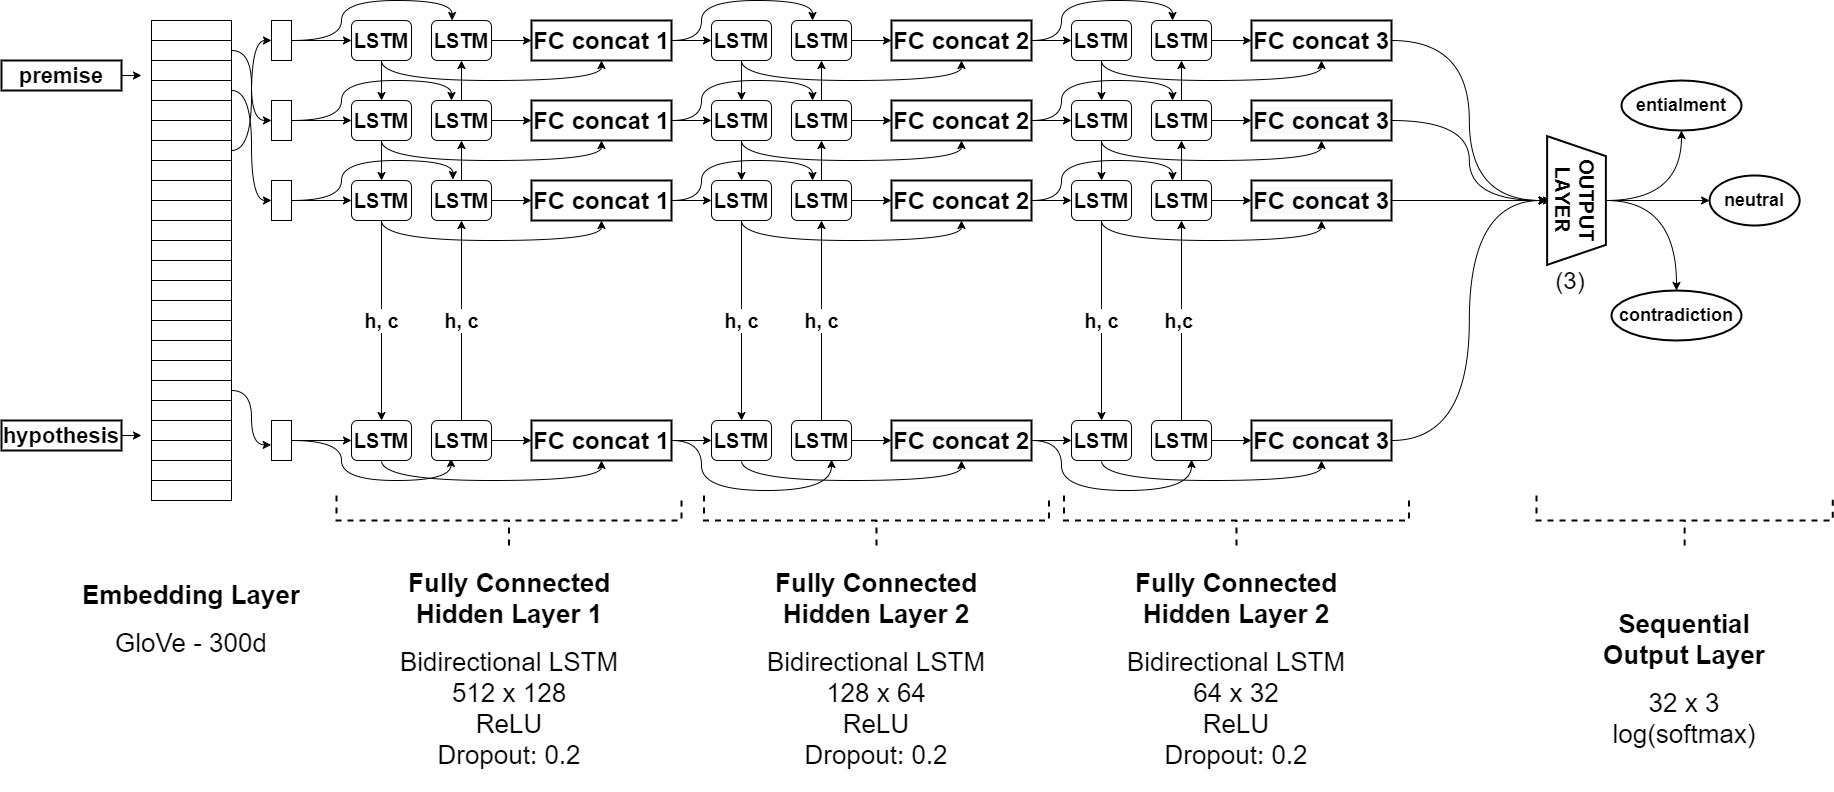 premise
LSTM LSTM FC concat 1 LSTM LSTM FC concat 2 LSTM LSTM FC concat 3
LSTM LSTM FC concat 1 LSTM LSTM FC concat 2 LSTM LSTM FC concat 3
LSTM LSTM FC concat 1 LSTM LSTM FC concat 2 LSTM LSTM FC concat 3
h, c h, c h, c h, c h, c h,c
hypothesis
LSTM LSTM FC concat 1 LSTM LSTM FC concat 2 LSTM LSTM FC concat 3
OUTPUT
LAYER
(3)
entialment
neutral
contradiction
Embedding Layer
GloVe - 300d
Fully Connected
Hidden Layer 1
Bidirectional LSTM
512 x 128
ReLU
Dropout: 0.2
Fully Connected
Hidden Layer 2
Bidirectional LSTM
128 x 64
ReLU
Dropout: 0.2
Fully Connected
Hidden Layer 2
Bidirectional LSTM
64 x 32
ReLU
Dropout: 0.2
Sequential
Output Layer
32 x 3
log(softmax)